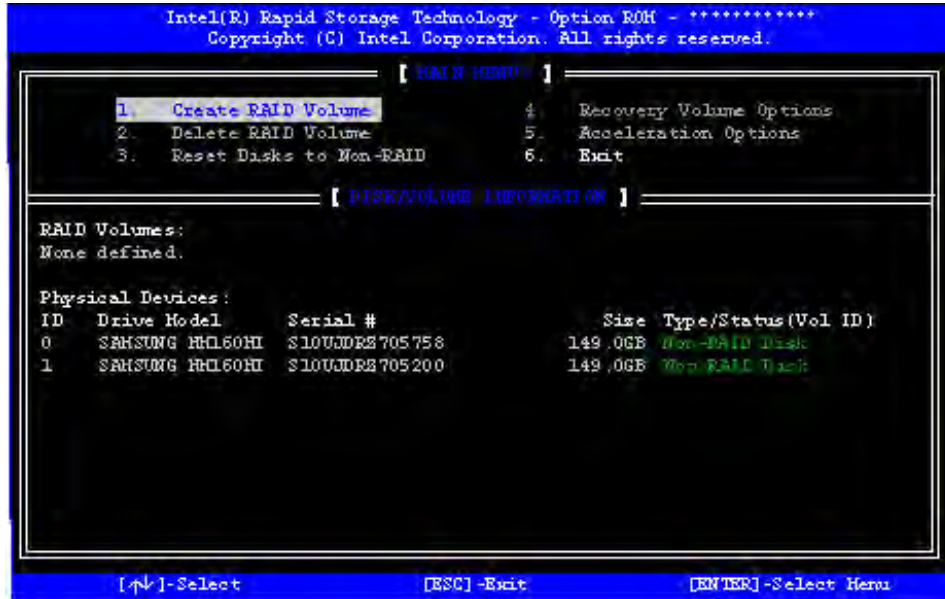 Intel(R) Rapid Storage Technology - Option ROM - ************
Copyright (C) Intel Corporation. All rights reserved.
[ MAIN MENU ]
1. Create RAID Volume 4. Recovery Volume Options
2. Delete RAID Volume 5. Acceleration Options
3. Reset Disks to Non-RAID 6. Exit
[ DISK/VOLUME INFORMATION ]
RAID Volumes:
None defined.
Physical Devices:
ID Drive Model Serial # Size Type/Status(Vol ID)
0 SAMSUNG HM160HI 149.0GB Non-RAID Disk
1 SAMSUNG HM160HI 149.0GB Non-RAID Disk
[↑↓]-Select [ESC]-Exit [ENTER]-Select Menu